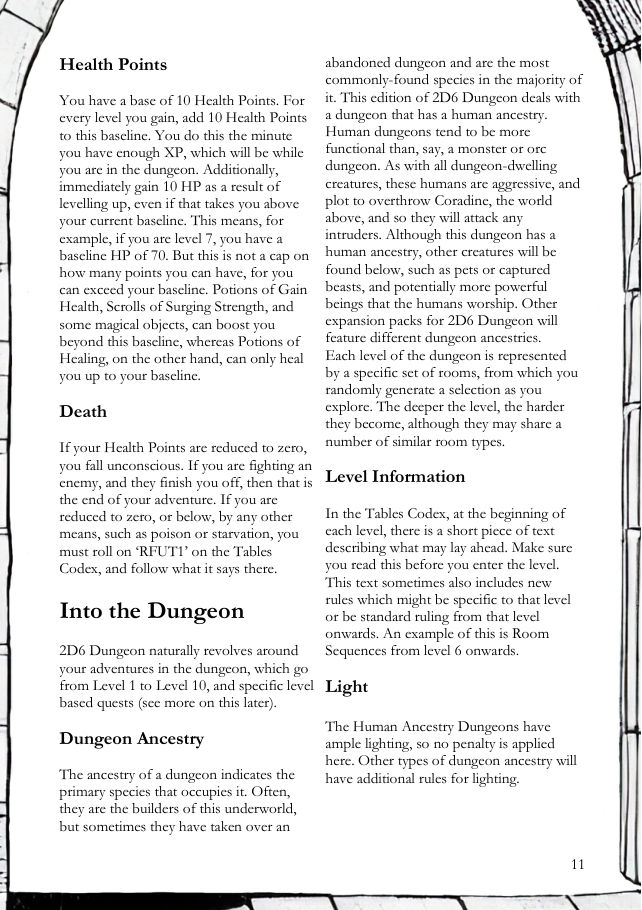 Health Points
You have a base of 10 Health Points. For
every level you gain, add 10 Health Points
to this baseline. You do this the minute
you have enough XP, which will be while
you are in the dungeon. Additionally,
immediately gain 10 HP as a result of
levelling up, even if that takes you above
your current baseline. This means, for
example, if you are level 7, you have a
baseline HP of 70. But this is not a cap on
how many points you can have, for you
can exceed your baseline. Potions of Gain
Health, Scrolls of Surging Strength, and
some magical objects, can boost you
beyond this baseline, whereas Potions of
Healing, on the other hand, can only heal
you up to your baseline.
Death
If your Health Points are reduced to zero,
you fall unconscious. If you are fighting an
enemy, and they finish you off, then that is
the end of your adventure. If you are
reduced to zero, or below, by any other
means, such as poison or starvation, you
must roll on ‘RFUT1’ on the Tables
Codex, and follow what it says there.
Into the Dungeon
2D6 Dungeon naturally revolves around
your adventures in the dungeon, which go
from Level 1 to Level 10, and specific level
based quests (see more on this later).
Dungeon Ancestry
The ancestry of a dungeon indicates the
primary species that occupies it. Often,
they are the builders of this underworld,
but sometimes they have taken over an
abandoned dungeon and are the most
commonly-found species in the majority of
it. This edition of 2D6 Dungeon deals with
a dungeon that has a human ancestry.
Human dungeons tend to be more
functional than, say, a monster or orc
dungeon. As with all dungeon-dwelling
creatures, these humans are aggressive, and
plot to overthrow Coradine, the world
above, and so they will attack any
intruders. Although this dungeon has a
human ancestry, other creatures will be
found below, such as pets or captured
beasts, and potentially more powerful
beings that the humans worship. Other
expansion packs for 2D6 Dungeon will
feature different dungeon ancestries.
Each level of the dungeon is represented
by a specific set of rooms, from which you
randomly generate a selection as you
explore. The deeper the level, the harder
they become, although they may share a
number of similar room types.
Level Information
In the Tables Codex, at the beginning of
each level, there is a short piece of text
describing what may lay ahead. Make sure
you read this before you enter the level.
This text sometimes also includes new
rules which might be specific to that level
or be standard ruling from that level
onwards. An example of this is Room
Sequences from level 6 onwards.
Light
The Human Ancestry Dungeons have
ample lighting, so no penalty is applied
here. Other types of dungeon ancestry will
have additional rules for lighting.
11